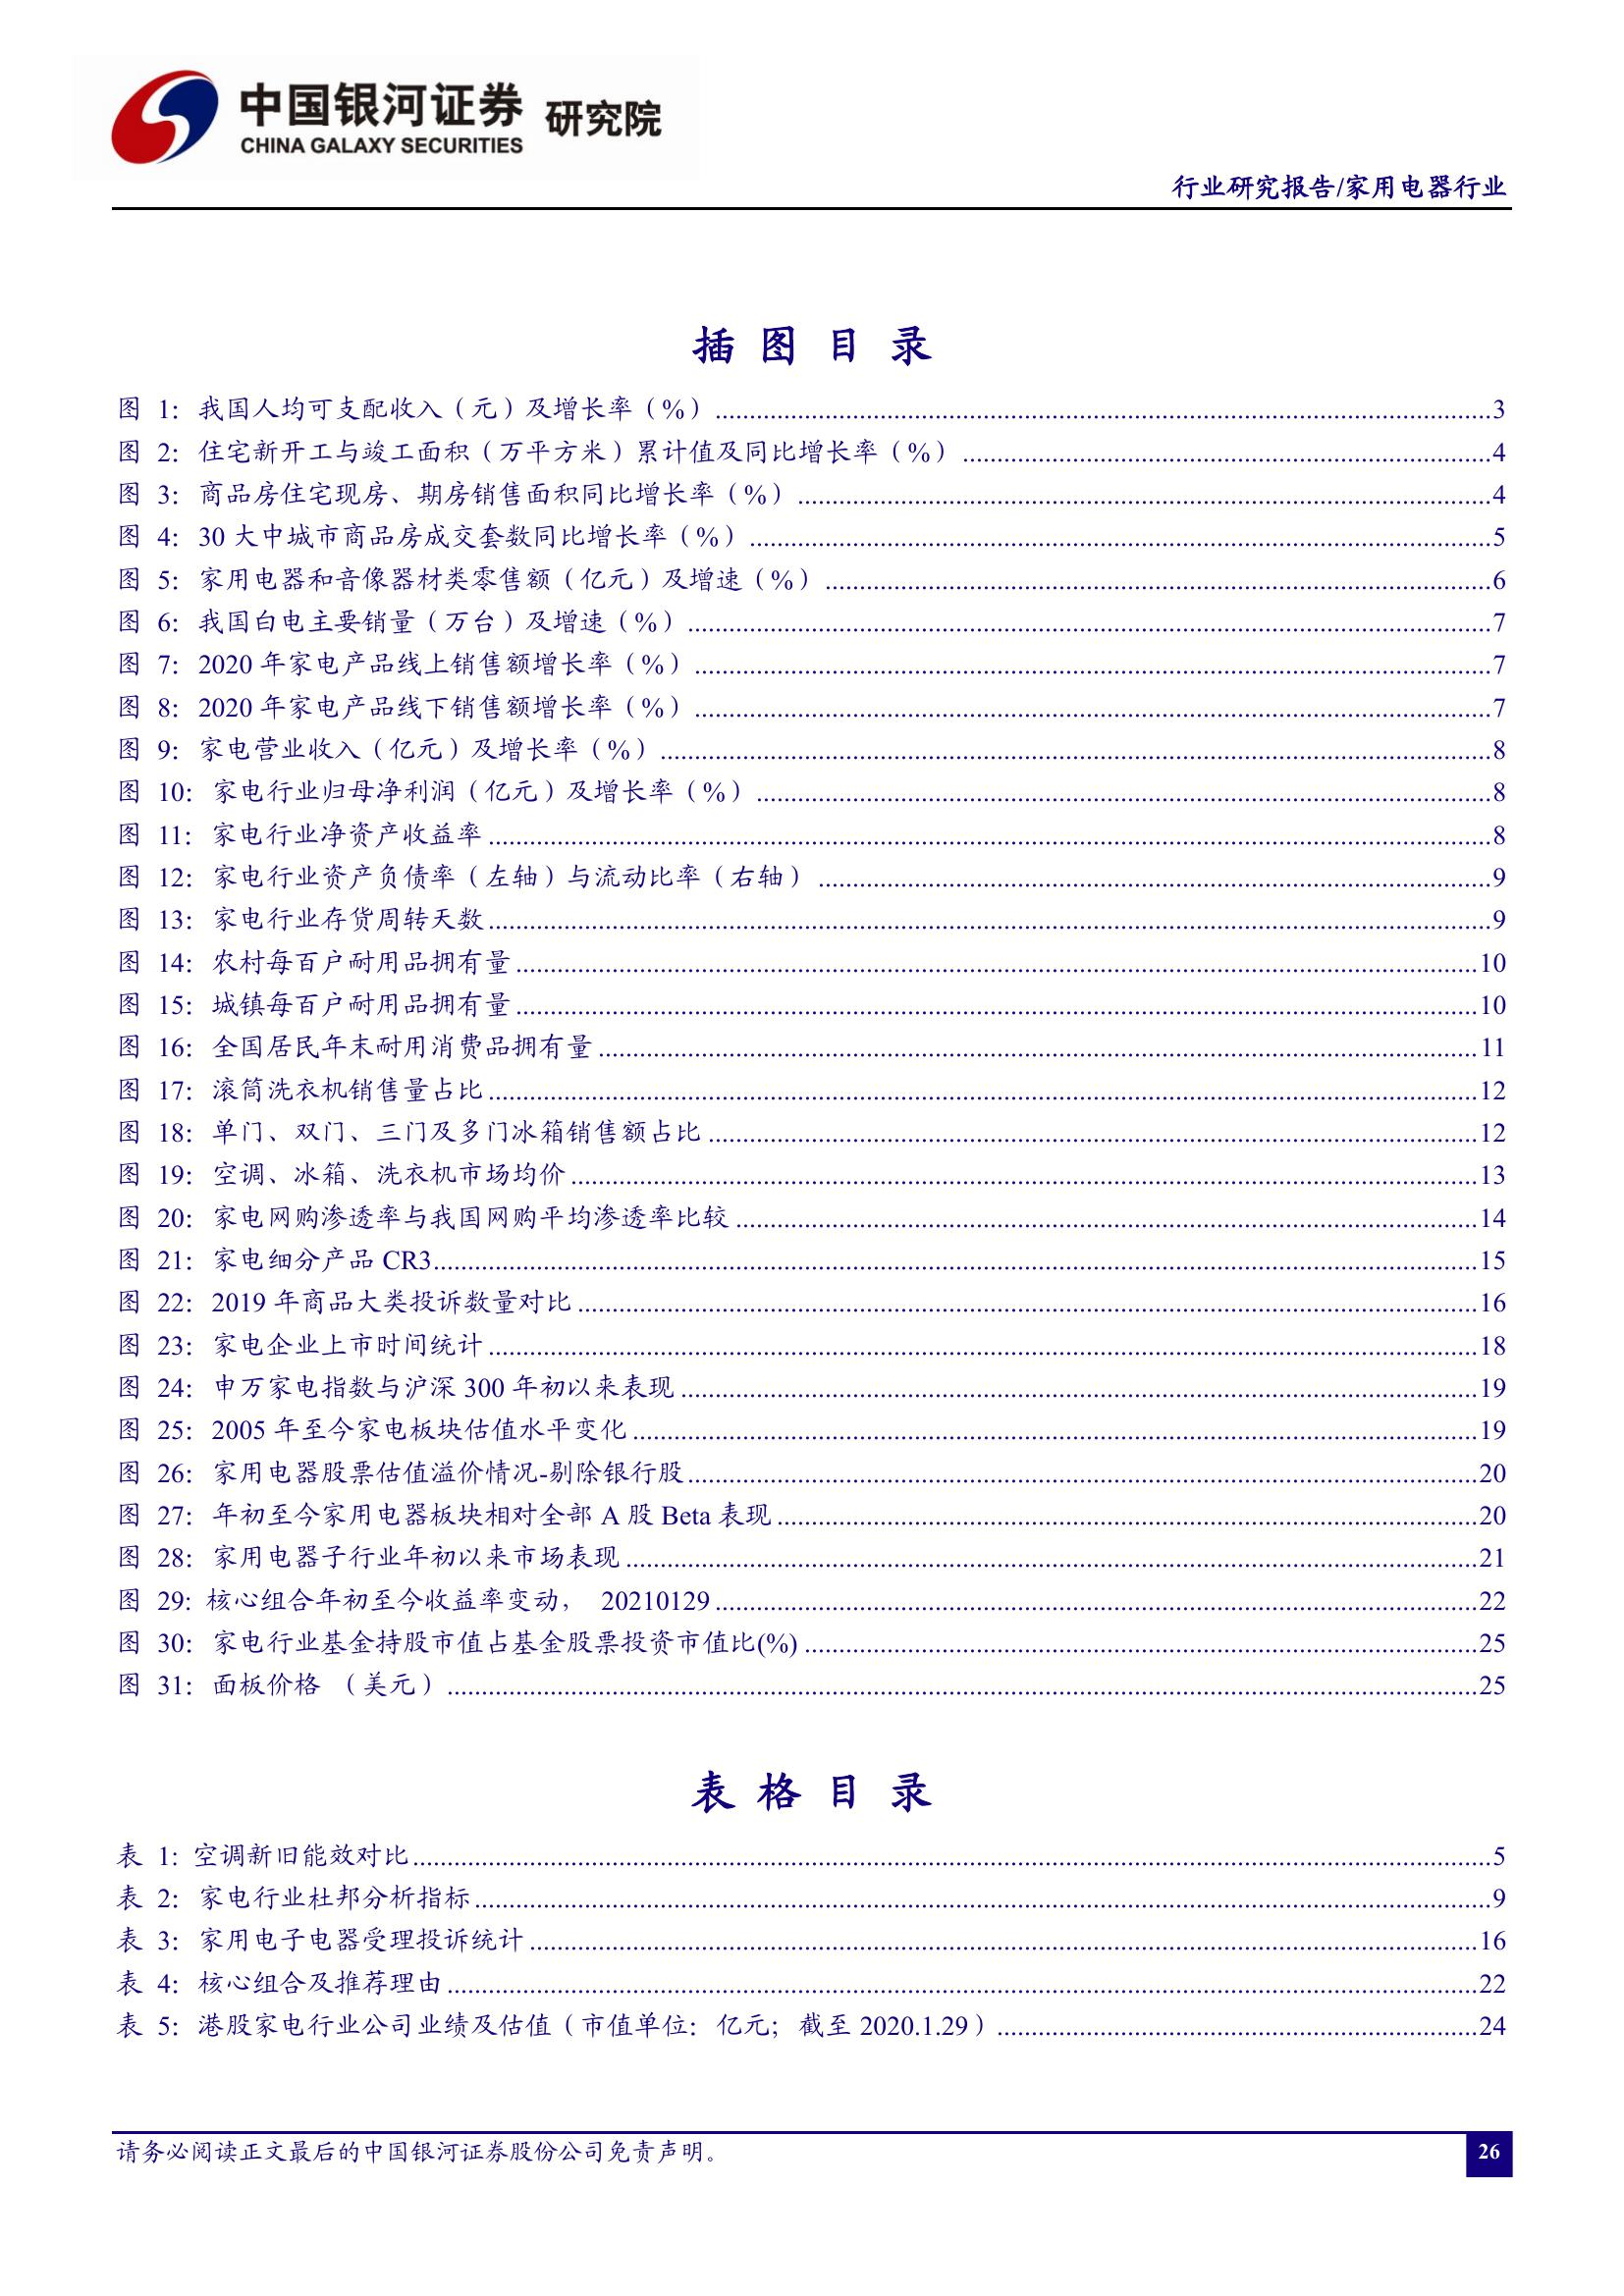 中国银河证券 研究院
CHINA GALAXY SECURITIES
行业研究报告/家用电器行业
插 图 目 录
图 1：我国人均可支配收入（元）及增长率（%）3
图 2：住宅新开工与竣工面积（万平方米）累计值及同比增长率（%）4
图 3：商品房住宅现房、期房销售面积同比增长率（%）4
图 4：30 大中城市商品房成交套数同比增长率（%）5
图 5：家用电器和音像器材类零售额（亿元）及增速（%）6
图 6：我国白电主要销量（万台）及增速（%）7
图 7：2020 年家电产品线上销售额增长率（%）7
图 8：2020 年家电产品线下销售额增长率（%）7
图 9：家电营业收入（亿元）及增长率（%）8
图 10：家电行业归母净利润（亿元）及增长率（%）8
图 11：家电行业净资产收益率 8
图 12：家电行业资产负债率（左轴）与流动比率（右轴）9
图 13：家电行业存货周转天数 9
图 14：农村每百户耐用品拥有量 10
图 15：城镇每百户耐用品拥有量 10
图 16：全国居民年末耐用消费品拥有量 11
图 17：滚筒洗衣机销售量占比 12
图 18：单门、双门、三门及多门冰箱销售额占比 12
图 19：空调、冰箱、洗衣机市场均价 13
图 20：家电网购渗透率与我国网购平均渗透率比较 14
图 21：家电细分产品 CR3 15
图 22：2019 年商品大类投诉数量对比 16
图 23：家电企业上市时间统计 18
图 24：申万家电指数与沪深 300 年初以来表现 19
图 25：2005 年至今家电板块估值水平变化 19
图 26：家用电器股票估值溢价情况-剔除银行股 20
图 27：年初至今家用电器板块相对全部 A 股 Beta 表现 20
图 28：家用电器子行业年初以来市场表现 21
图 29: 核心组合年初至今收益率变动， 20210129 22
图 30：家电行业基金持股市值占基金股票投资市值比(%) 25
图 31：面板价格 （美元）25
表 格 目 录
表 1: 空调新旧能效对比 5
表 2：家电行业杜邦分析指标 9
表 3：家用电子电器受理投诉统计 16
表 4：核心组合及推荐理由 22
表 5：港股家电行业公司业绩及估值（市值单位：亿元；截至 2020.1.29）24
请务必阅读正文最后的中国银河证券股份公司免责声明。
26